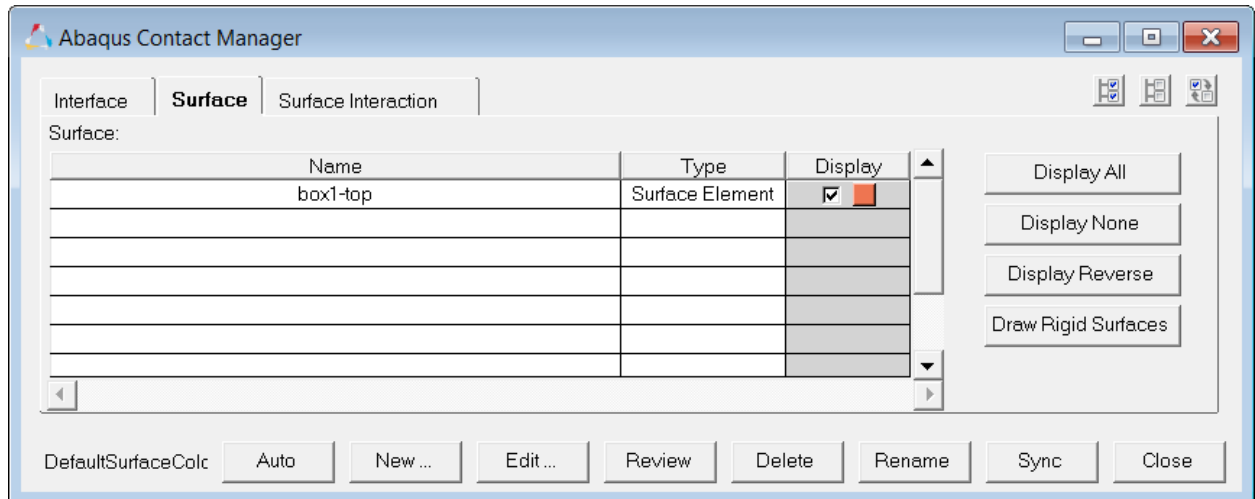 Abaqus Contact Manager
Interface Surface Surface Interaction
Surface:
Name Type Display
box1-top Surface Element
Display All
Display None
Display Reverse
Draw Rigid Surfaces
DefaultSurfaceColc Auto New ... Edit ... Review Delete Rename Sync Close